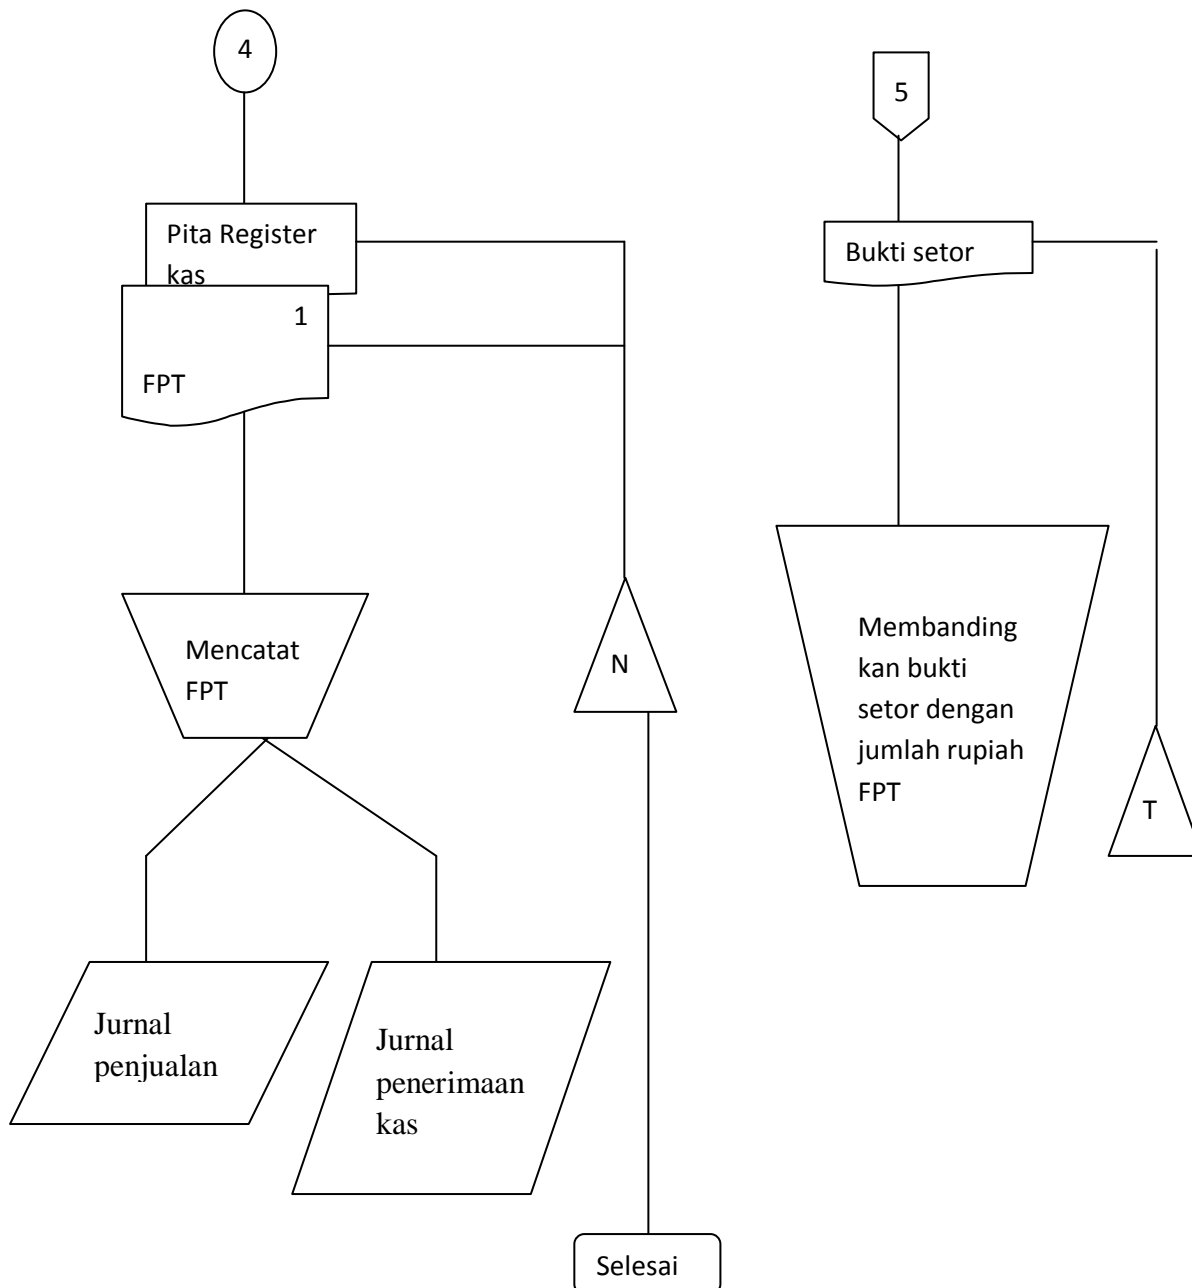 4
Pita Register
kas
1
FPT
Mencatat
FPT
N
Jurnal
penjualan
Jurnal
penerimaan
kas
Selesai
5
Bukti setor
Membanding
kan bukti
setor dengan
jumlah rupiah
FPT
T